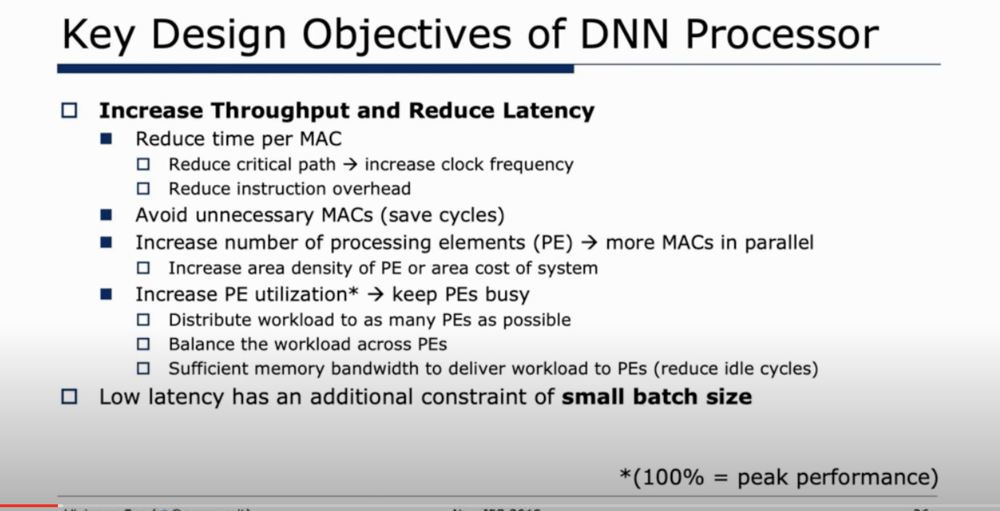 Key Design Objectives of DNN Processor
Increase Throughput and Reduce Latency
Reduce time per MAC
Reduce critical path → increase clock frequency
Reduce instruction overhead
Avoid unnecessary MACs (save cycles)
Increase number of processing elements (PE) → more MACs in parallel
Increase area density of PE or area cost of system
Increase PE utilization* → keep PEs busy
Distribute workload to as many PEs as possible
Balance the workload across PEs
Sufficient memory bandwidth to deliver workload to PEs (reduce idle cycles)
Low latency has an additional constraint of small batch size
*(100% = peak performance)